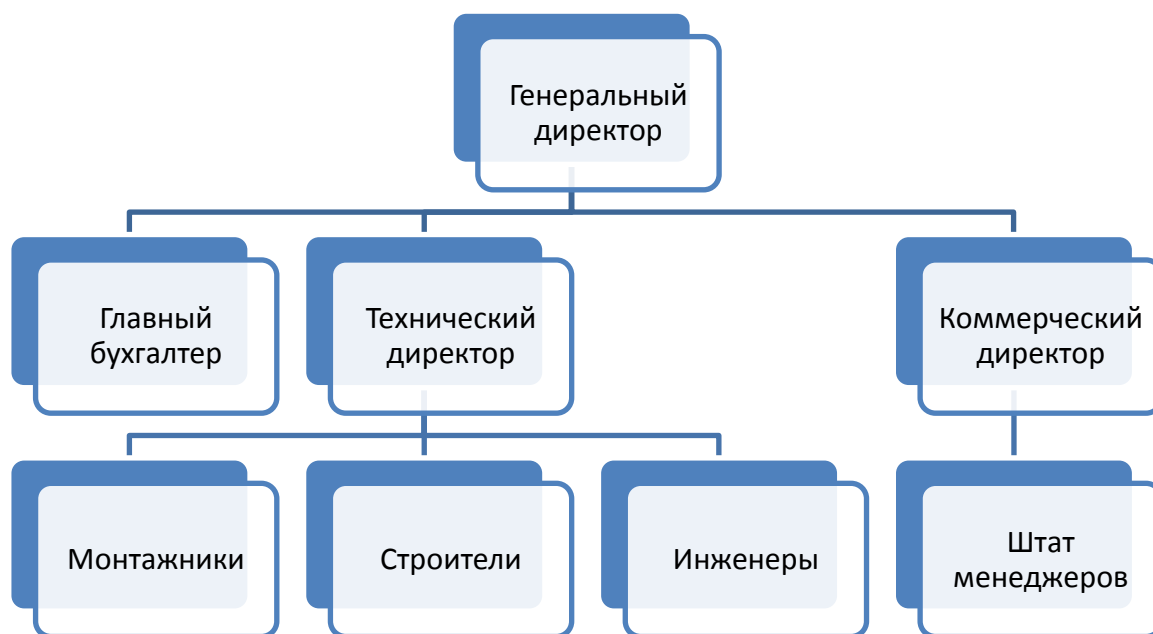 Генеральный
директор
Главный
бухгалтер
Технический
директор
Коммерческий
директор
Монтажники
Строители
Инженеры
Штат
менеджеров